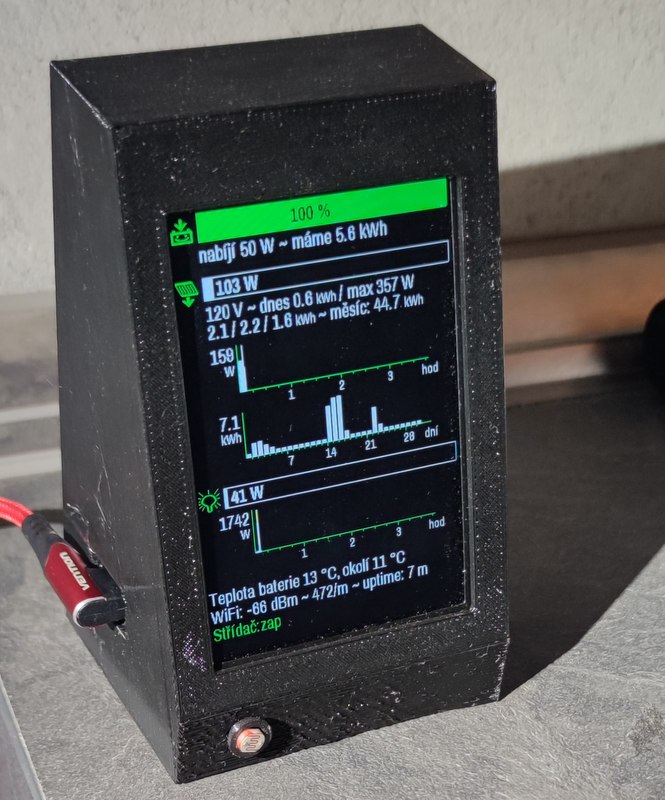 100 %
nabíjí 50 W ~ máme 5.6 kWh
103 W
120 V ~ dnes 0.6 kWh / max 357 W
2.1 / 2.2 / 1.6 kWh ~ měsíc: 44.7 kWh
159 W
1 2 3 hod
7.1 kWh
7 14 21 28 dní
41 W
1742 W
1 2 3 hod
Teplota baterie 13 °C, okolí 11 °C
WiFi: -66 dBm ~ 472/m ~ uptime: 7 m
Střídač:zap
VENTION